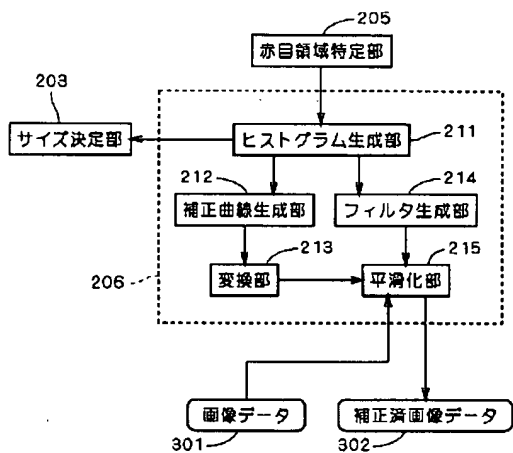 205
赤目領域特定部
203
サイズ決定部
ヒストグラム生成部
211
212
214
補正曲線生成部
フィルタ生成部
213
215
変換部
平滑化部
206
画像データ
補正済画像データ
301
302